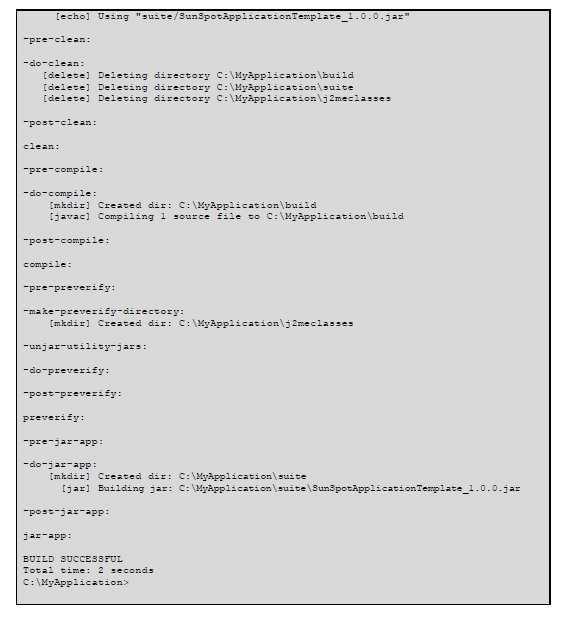 [echo] Using "suite/SunSpotApplicationTemplate_1.0.0.jar"
-pre-clean:
-do-clean:
[delete] Deleting directory C:\MyApplication\build
[delete] Deleting directory C:\MyApplication\suite
[delete] Deleting directory C:\MyApplication\j2meclasses
-post-clean:
clean:
-pre-compile:
-do-compile:
[mkdir] Created dir: C:\MyApplication\build
[javac] Compiling 1 source file to C:\MyApplication\build
-post-compile:
compile:
-pre-preverify:
-make-preverify-directory:
[mkdir] Created dir: C:\MyApplication\j2meclasses
-unjar-utility-jars:
-do-preverify:
-post-preverify:
preverify:
-pre-jar-app:
-do-jar-app:
[mkdir] Created dir: C:\MyApplication\suite
[jar] Building jar: C:\MyApplication\suite\SunSpotApplicationTemplate_1.0.0.jar
-post-jar-app:
jar-app:
BUILD SUCCESSFUL
Total time: 2 seconds
C:\MyApplication>